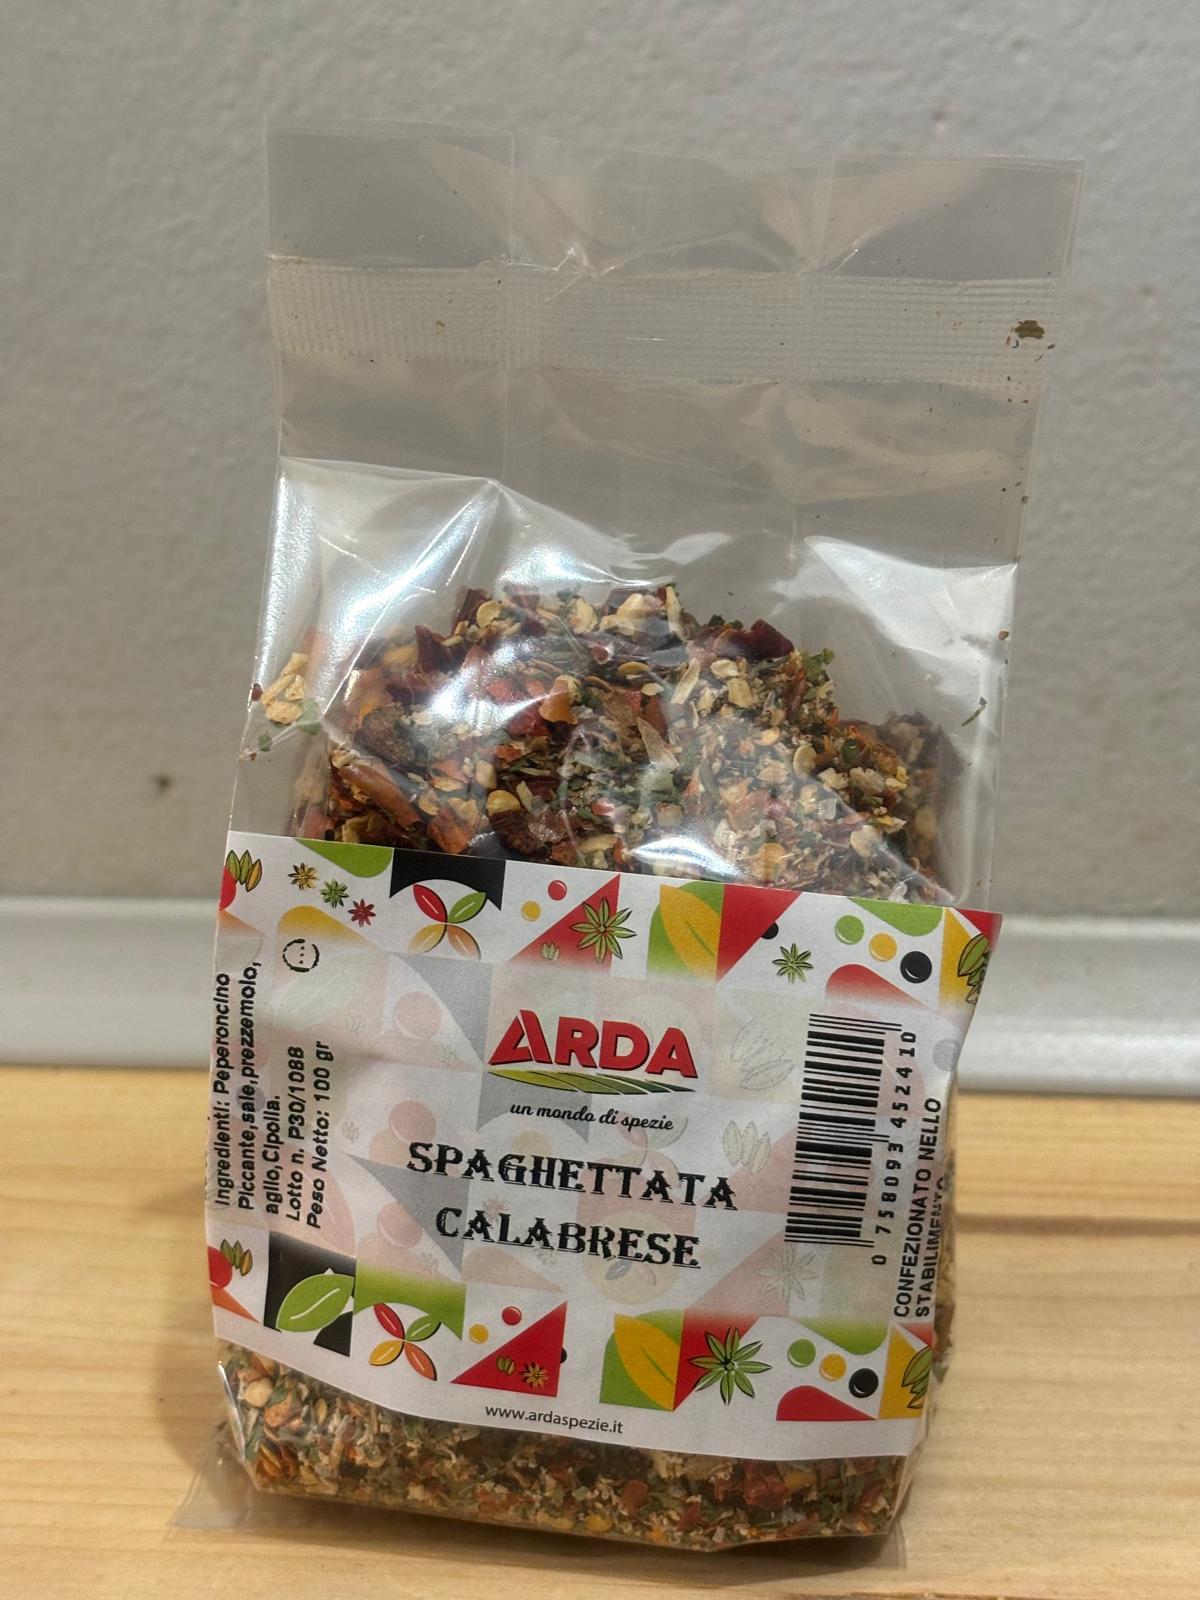 ARDA
un mondo di spezie
SPAGHETTATA
CALABRESE
Ingredienti: Peperoncino
Piccante,sale,prezzemolo,
aglio,Cipolla.
Lotto n. P30/1088
Peso Netto: 100 gr
0 758093 452410
CONFEZIONATO NELLO
STABILIMENTO
www.ardaspezie.it